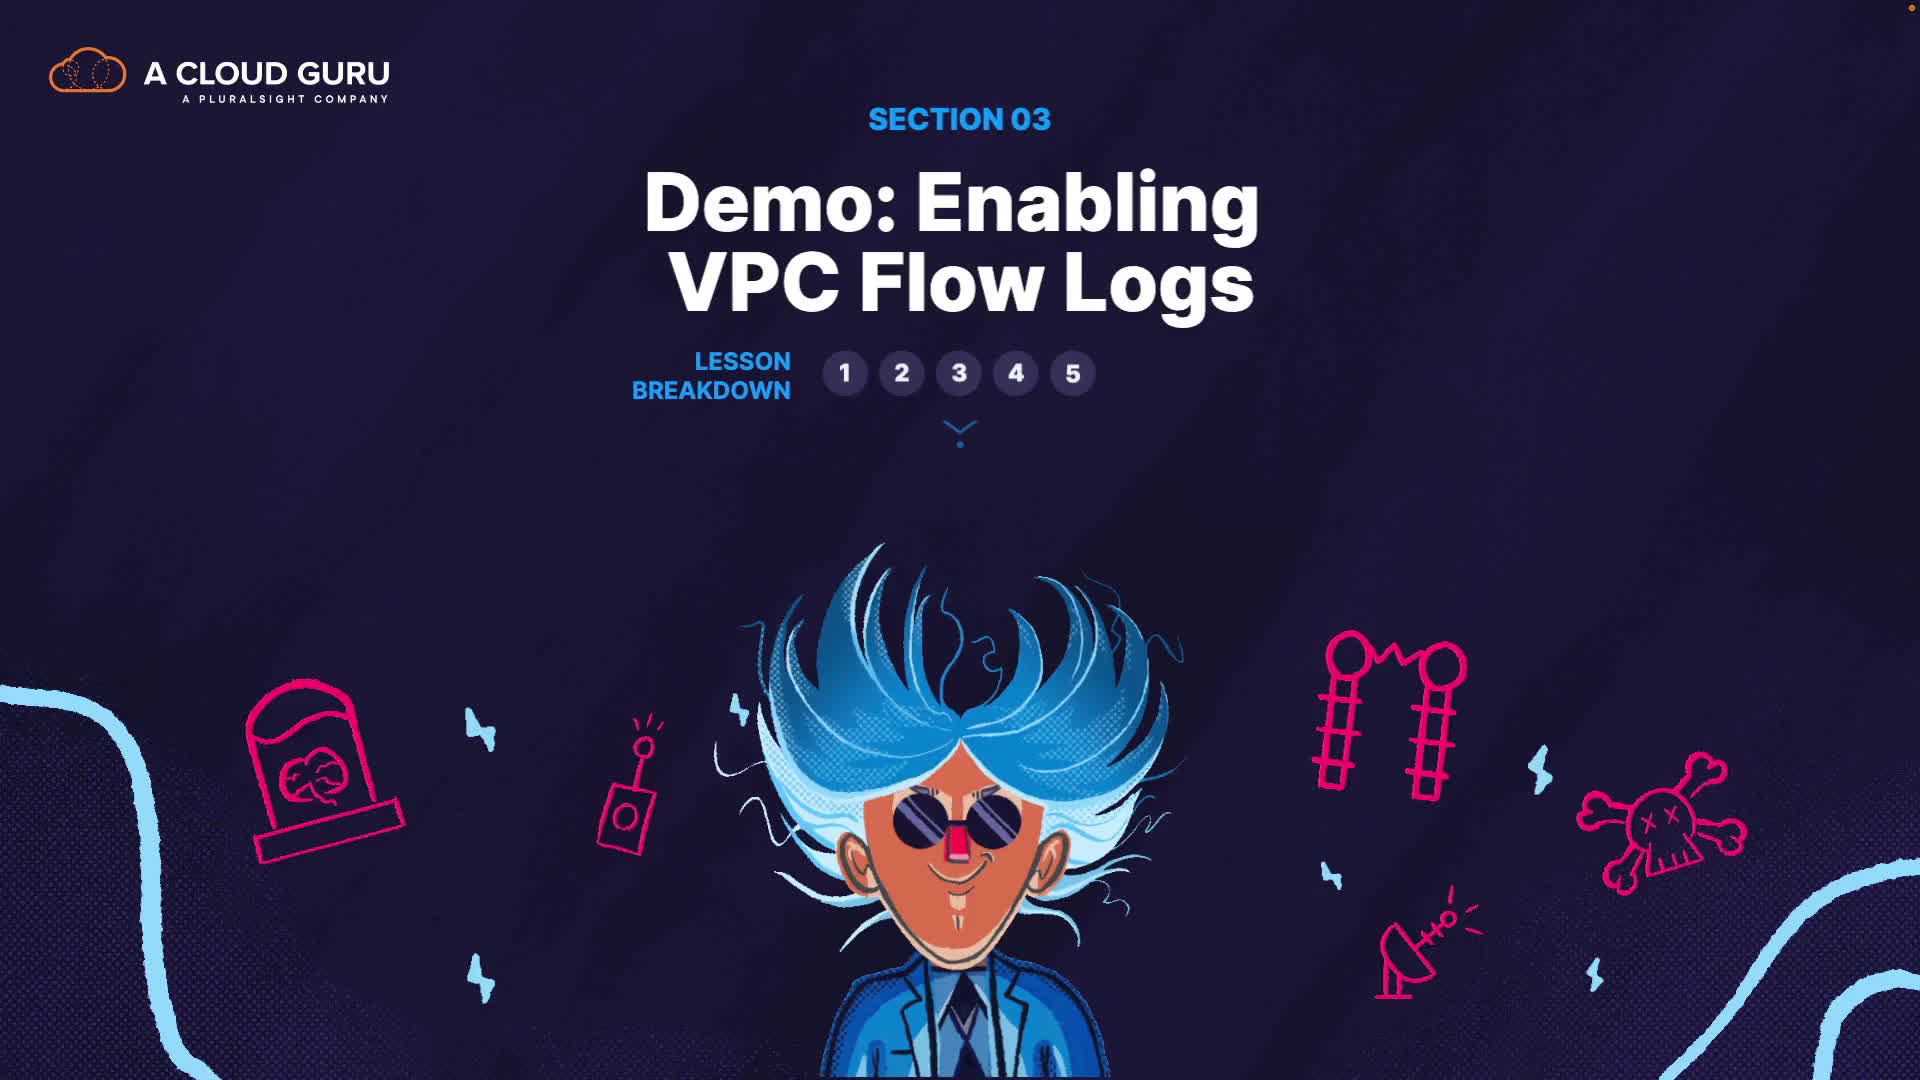 A CLOUD GURU
A PLURALSIGHT COMPANY
SECTION 03
Demo: Enabling
VPC Flow Logs
LESSON
BREAKDOWN
1 2 3 4 5